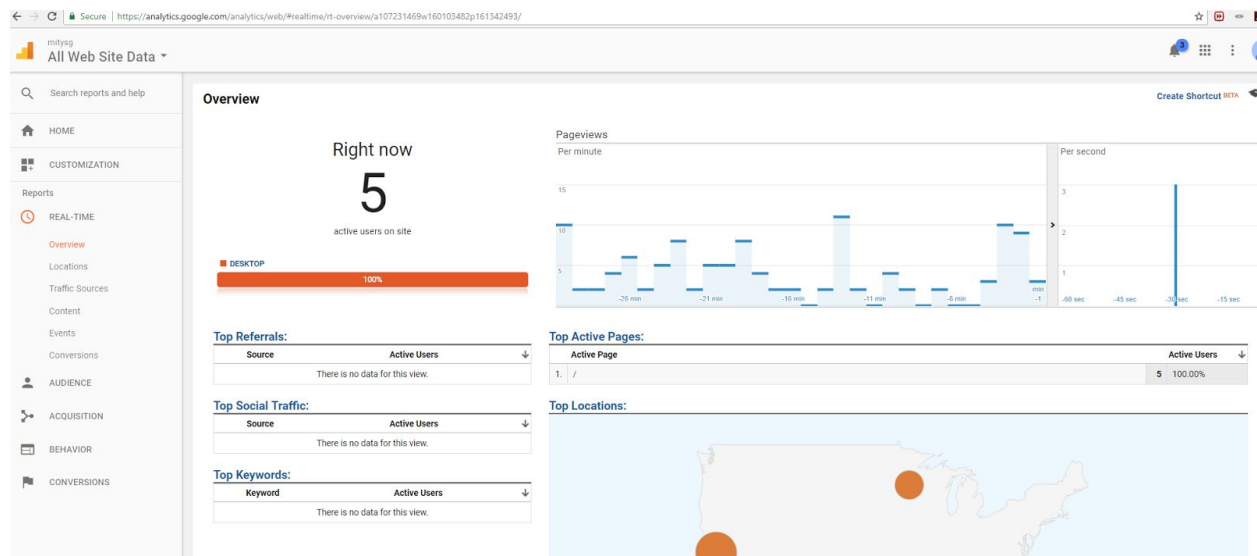 Secure | https://analytics.google.com/analytics/web/#realtime/rt-overview/a107231469w160103482p161342493/
mitysg
All Web Site Data
3
Search reports and help
HOME
CUSTOMIZATION
Reports
REAL-TIME
Overview
Locations
Traffic Sources
Content
Events
Conversions
AUDIENCE
ACQUISITION
BEHAVIOR
CONVERSIONS
Overview
Create Shortcut BETA
Right now
5
active users on site
DESKTOP
100%
Pageviews
Per minute
15
10
5
-26 min
-21 min
-16 min
-11 min
-6 min
min
-1
Per second
3
2
1
-60 sec
-45 sec
-30 sec
-15 sec
Top Referrals:
Source Active Users
There is no data for this view.
Top Social Traffic:
Source Active Users
There is no data for this view.
Top Keywords:
Keyword Active Users
There is no data for this view.
Top Active Pages:
Active Page Active Users
1. / 5 100.00%
Top Locations: